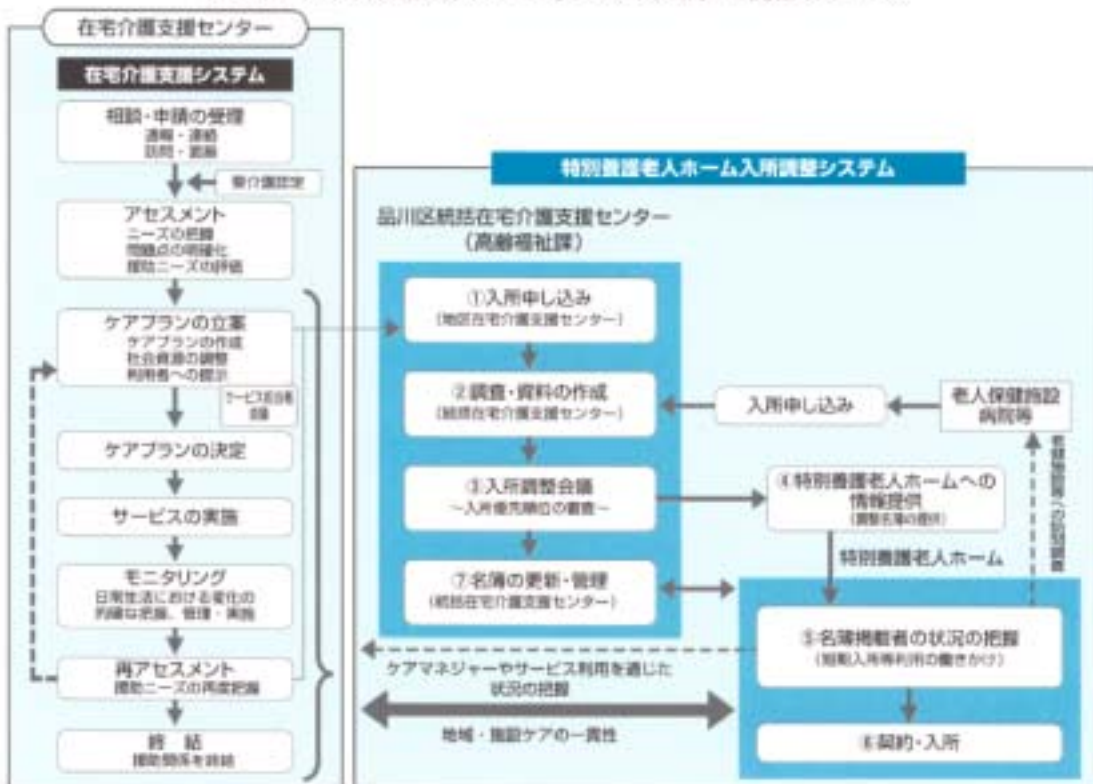 在宅介護支援センター
在宅介護支援システム
相談・申請の受理
通報・連絡
訪問・面接
要介護認定
アセスメント
ニーズの把握
問題点の明確化
援助ニーズの評価
ケアプランの立案
ケアプランの作成
社会資源の調整
利用者への提示
サービス担当者
会議
ケアプランの決定
サービスの実施
モニタリング
日常生活における変化の
的確な把握、管理・実施
再アセスメント
援助ニーズの再度把握
終 結
援助関係を終結
特別養護老人ホーム入所調整システム
品川区統括在宅介護支援センター
（高齢福祉課）
①入所申し込み
（地区在宅介護支援センター）
②調査・資料の作成
（統括在宅介護支援センター）
③入所調整会議
～入所優先順位の審査～
⑦名簿の更新・管理
（統括在宅介護支援センター）
入所申し込み
老人保健施設
病院等
④特別養護老人ホームへの
情報提供
（調整名簿の提供）
特別養護老人ホーム
老健施設等への訪問調査
⑤名簿掲載者の状況の把握
（短期入所等利用の働きかけ）
⑥契約・入所
ケアマネジャーやサービス利用を通じた
状況の把握
地域・施設ケアの一貫性